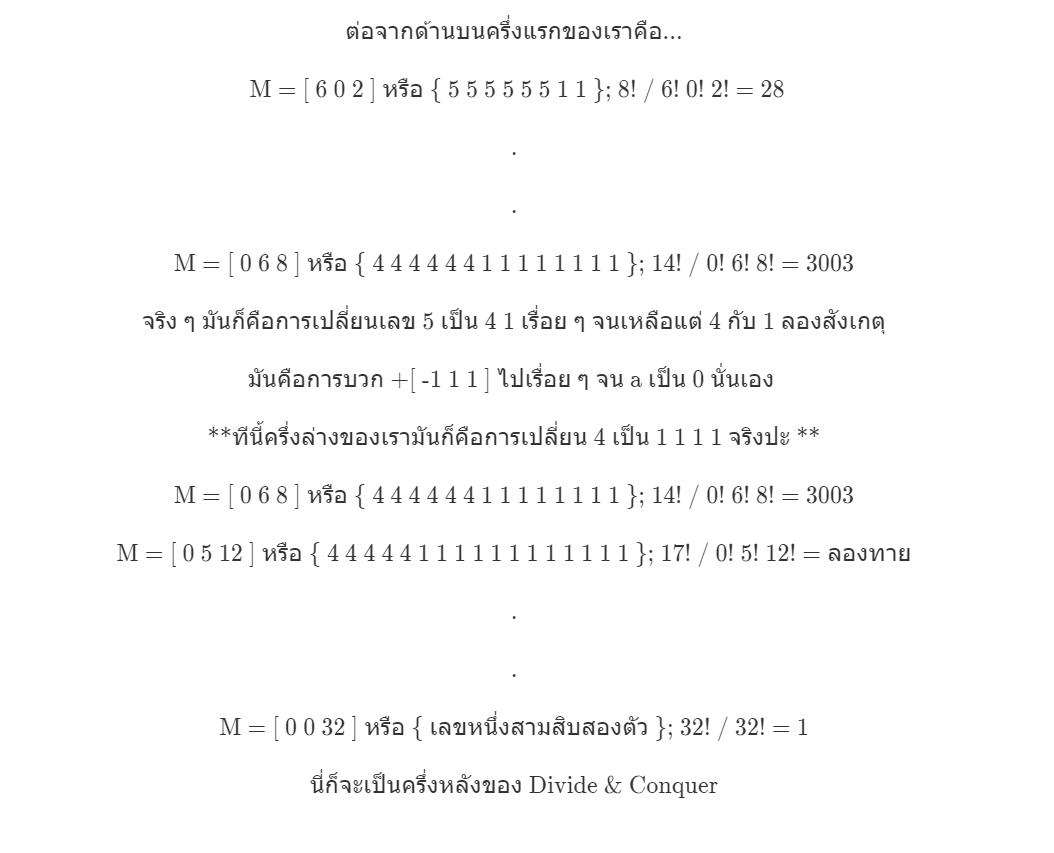 ต่อจากด้านบนครึ่งแรกของเราคือ...
M = [ 6 0 2 ] หรือ { 5 5 5 5 5 5 1 1 }; 8! / 6! 0! 2! = 28
.
.
M = [ 0 6 8 ] หรือ { 4 4 4 4 4 4 1 1 1 1 1 1 1 1 }; 14! / 0! 6! 8! = 3003
จริง ๆ มันก็คือการเปลี่ยนเลข 5 เป็น 4 1 เรื่อย ๆ จนเหลือแต่ 4 กับ 1 ลองสังเกตุ
มันคือการบวก +[ -1 1 1 ] ไปเรื่อย ๆ จน a เป็น 0 นั่นเอง
**ทีนี้ครึ่งล่างของเรามันก็คือการเปลี่ยน 4 เป็น 1 1 1 1 จริงปะ **
M = [ 0 6 8 ] หรือ { 4 4 4 4 4 4 1 1 1 1 1 1 1 1 }; 14! / 0! 6! 8! = 3003
M = [ 0 5 12 ] หรือ { 4 4 4 4 4 1 1 1 1 1 1 1 1 1 1 1 1 }; 17! / 0! 5! 12! = ลองทาย
.
.
M = [ 0 0 32 ] หรือ { เลขหนึ่งสามสิบสองตัว }; 32! / 32! = 1
นี่ก็จะเป็นครึ่งหลังของ Divide & Conquer